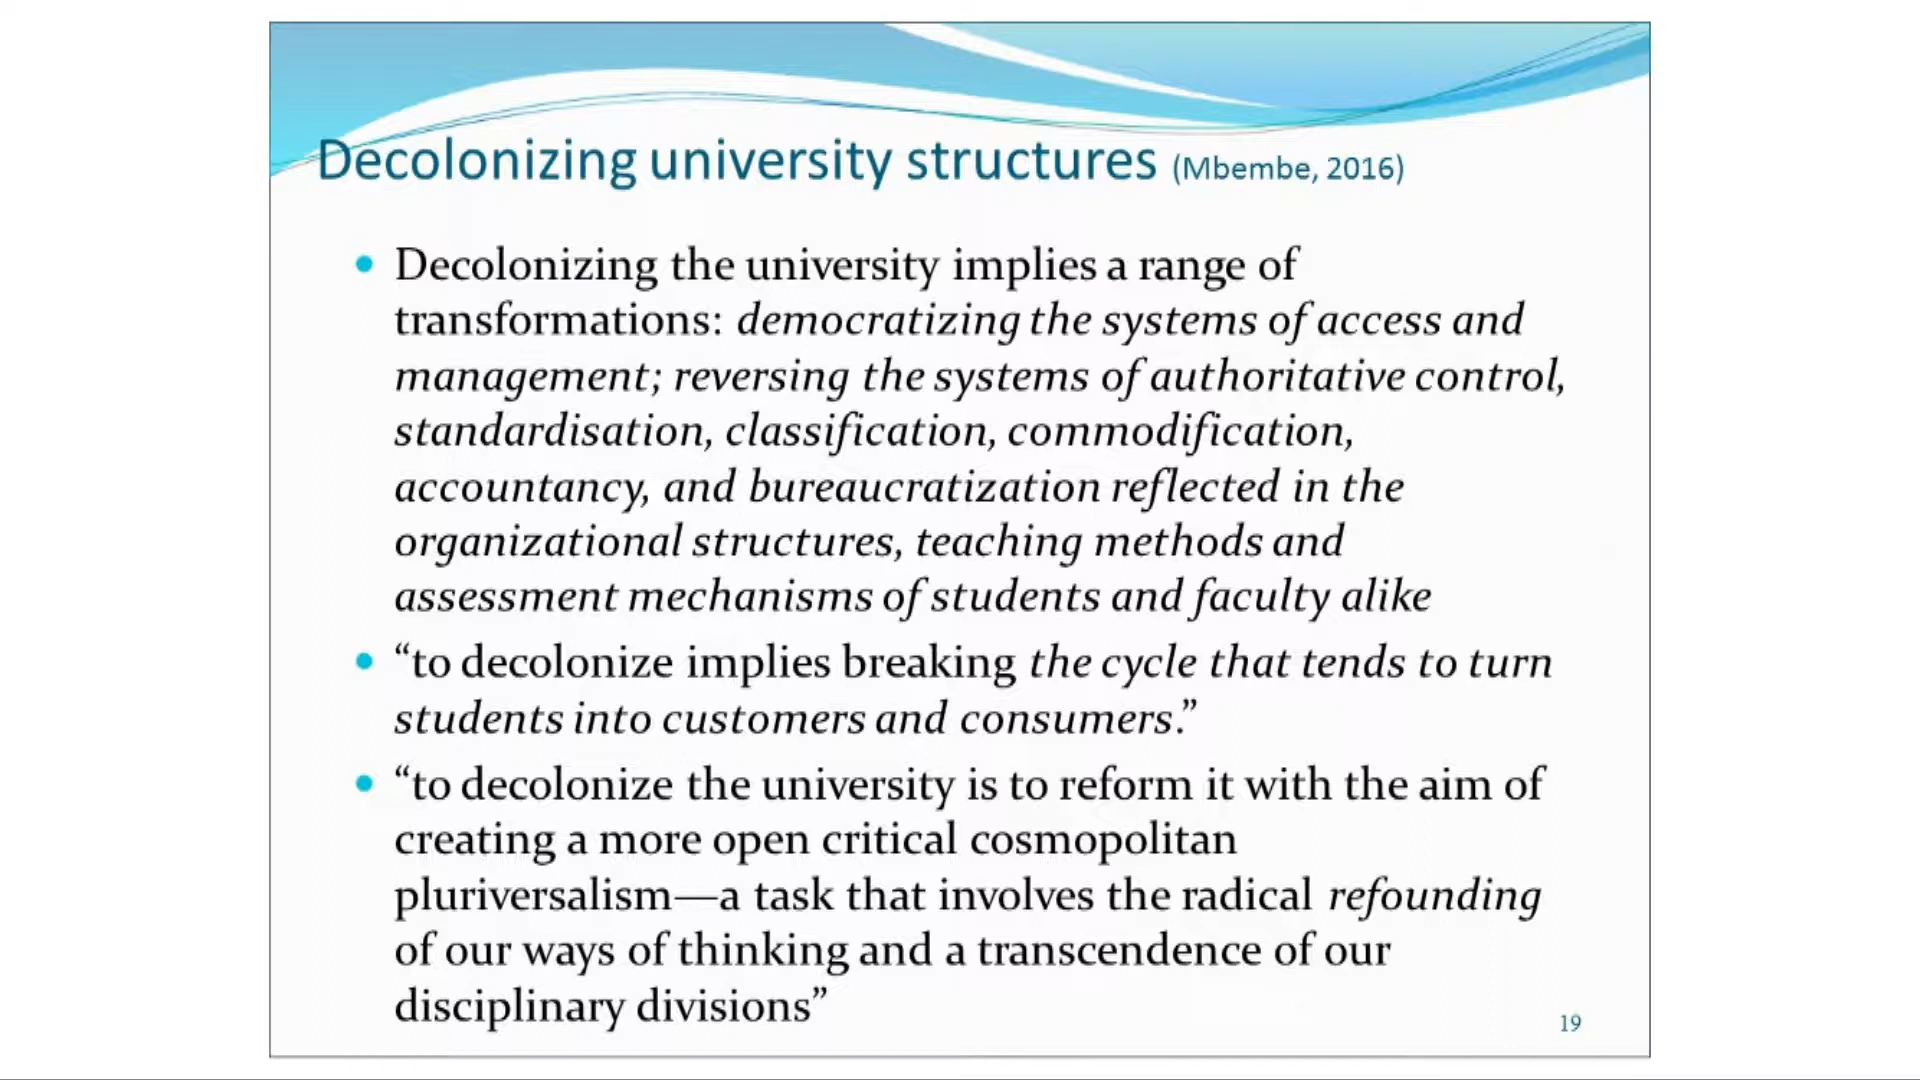 Decolonizing university structures (Mbembe, 2016)
• Decolonizing the university implies a range of
transformations: democratizing the systems of access and
management; reversing the systems of authoritative control,
standardisation, classification, commodification,
accountancy, and bureaucratization reflected in the
organizational structures, teaching methods and
assessment mechanisms of students and faculty alike
• “to decolonize implies breaking the cycle that tends to turn
students into customers and consumers.”
• “to decolonize the university is to reform it with the aim of
creating a more open critical cosmopolitan
pluriversalism—a task that involves the radical refounding
of our ways of thinking and a transcendence of our
disciplinary divisions”
19